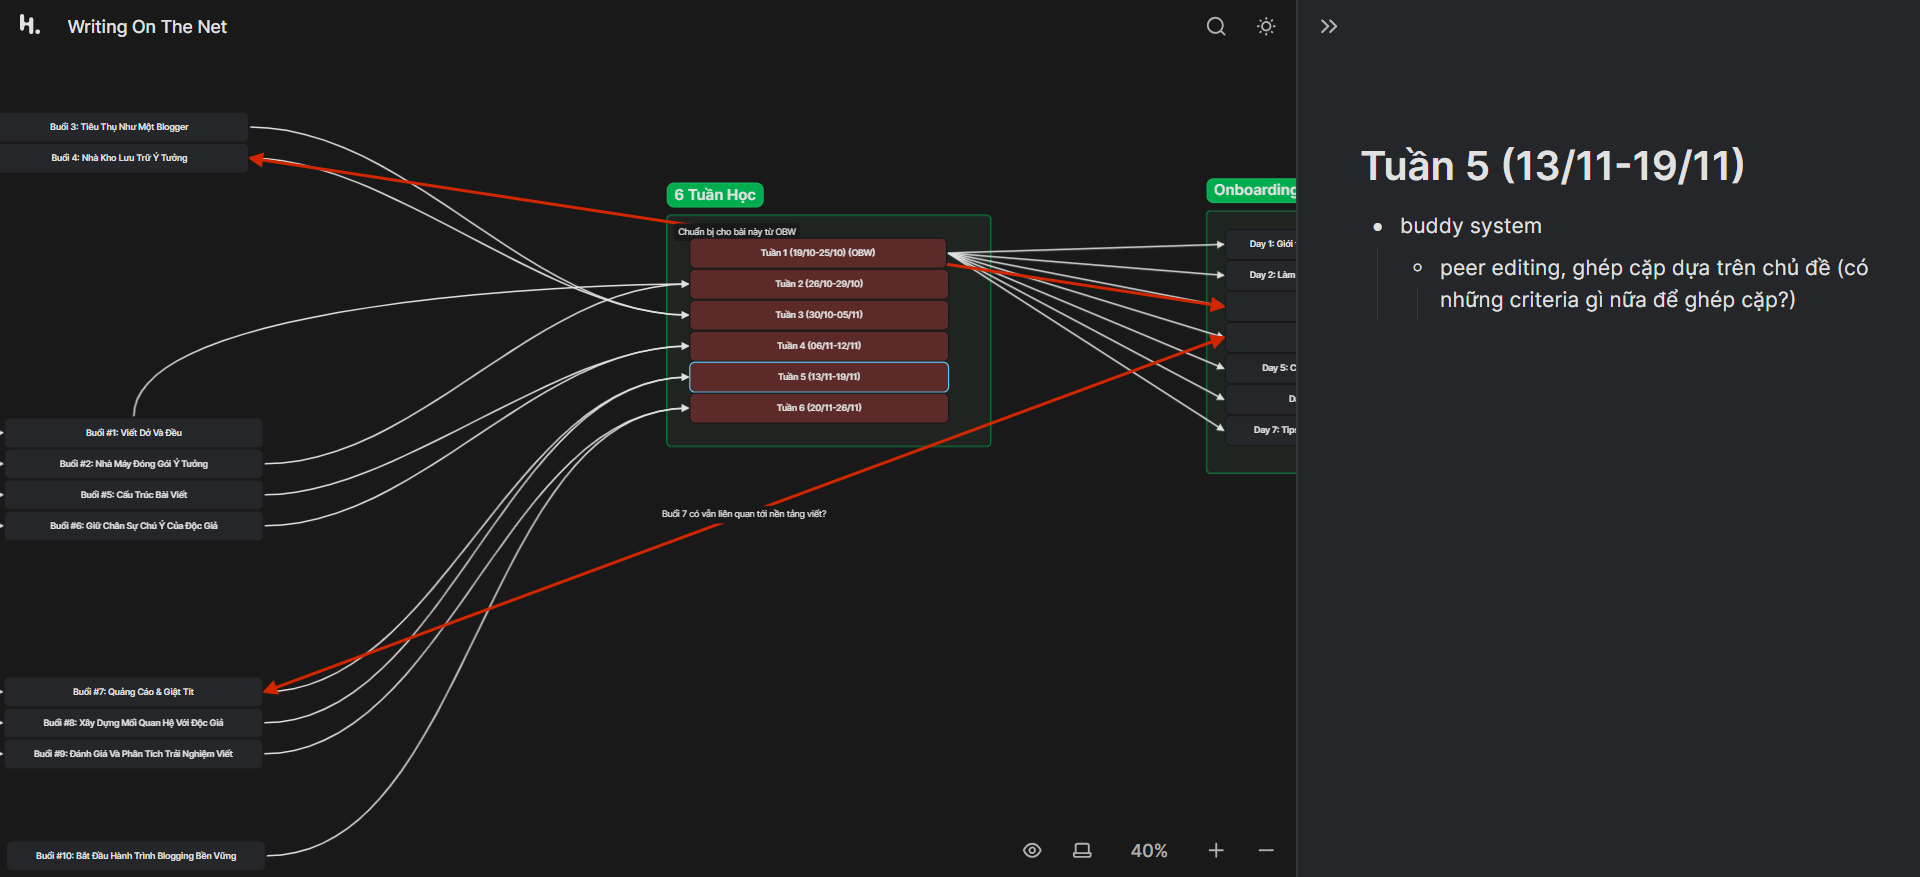 h.
Writing On The Net
Buổi 3: Tiêu Thụ Như Một Blogger
Buổi 4: Nhà Kho Lưu Trữ Ý Tưởng
6 Tuần Học
Chuẩn bị cho bài này từ OBW
Tuần 1 (19/10-25/10) (OBW)
Tuần 2 (26/10-29/10)
Tuần 3 (30/10-05/11)
Tuần 4 (06/11-12/11)
Tuần 5 (13/11-19/11)
Tuần 6 (20/11-26/11)
Onboarding
Day 1: Giới
Day 2: Làm
Day 5: C
D
Day 7: Tips
Buổi #1: Viết Dở Và Đều
Buổi #2: Nhà Máy Đóng Gói Ý Tưởng
Buổi #5: Cấu Trúc Bài Viết
Buổi #6: Giữ Chân Sự Chú Ý Của Độc Giả
Buổi 7 có vẫn liên quan tới nền tảng viết?
Buổi #7: Quảng Cáo & Giật Tít
Buổi #8: Xây Dựng Mối Quan Hệ Với Độc Giả
Buổi #9: Đánh Giá Và Phân Tích Trải Nghiệm Viết
Buổi #10: Bắt Đầu Hành Trình Blogging Bền Vững
40%
Tuần 5 (13/11-19/11)
buddy system
peer editing, ghép cặp dựa trên chủ đề (có
những criteria gì nữa để ghép cặp?)